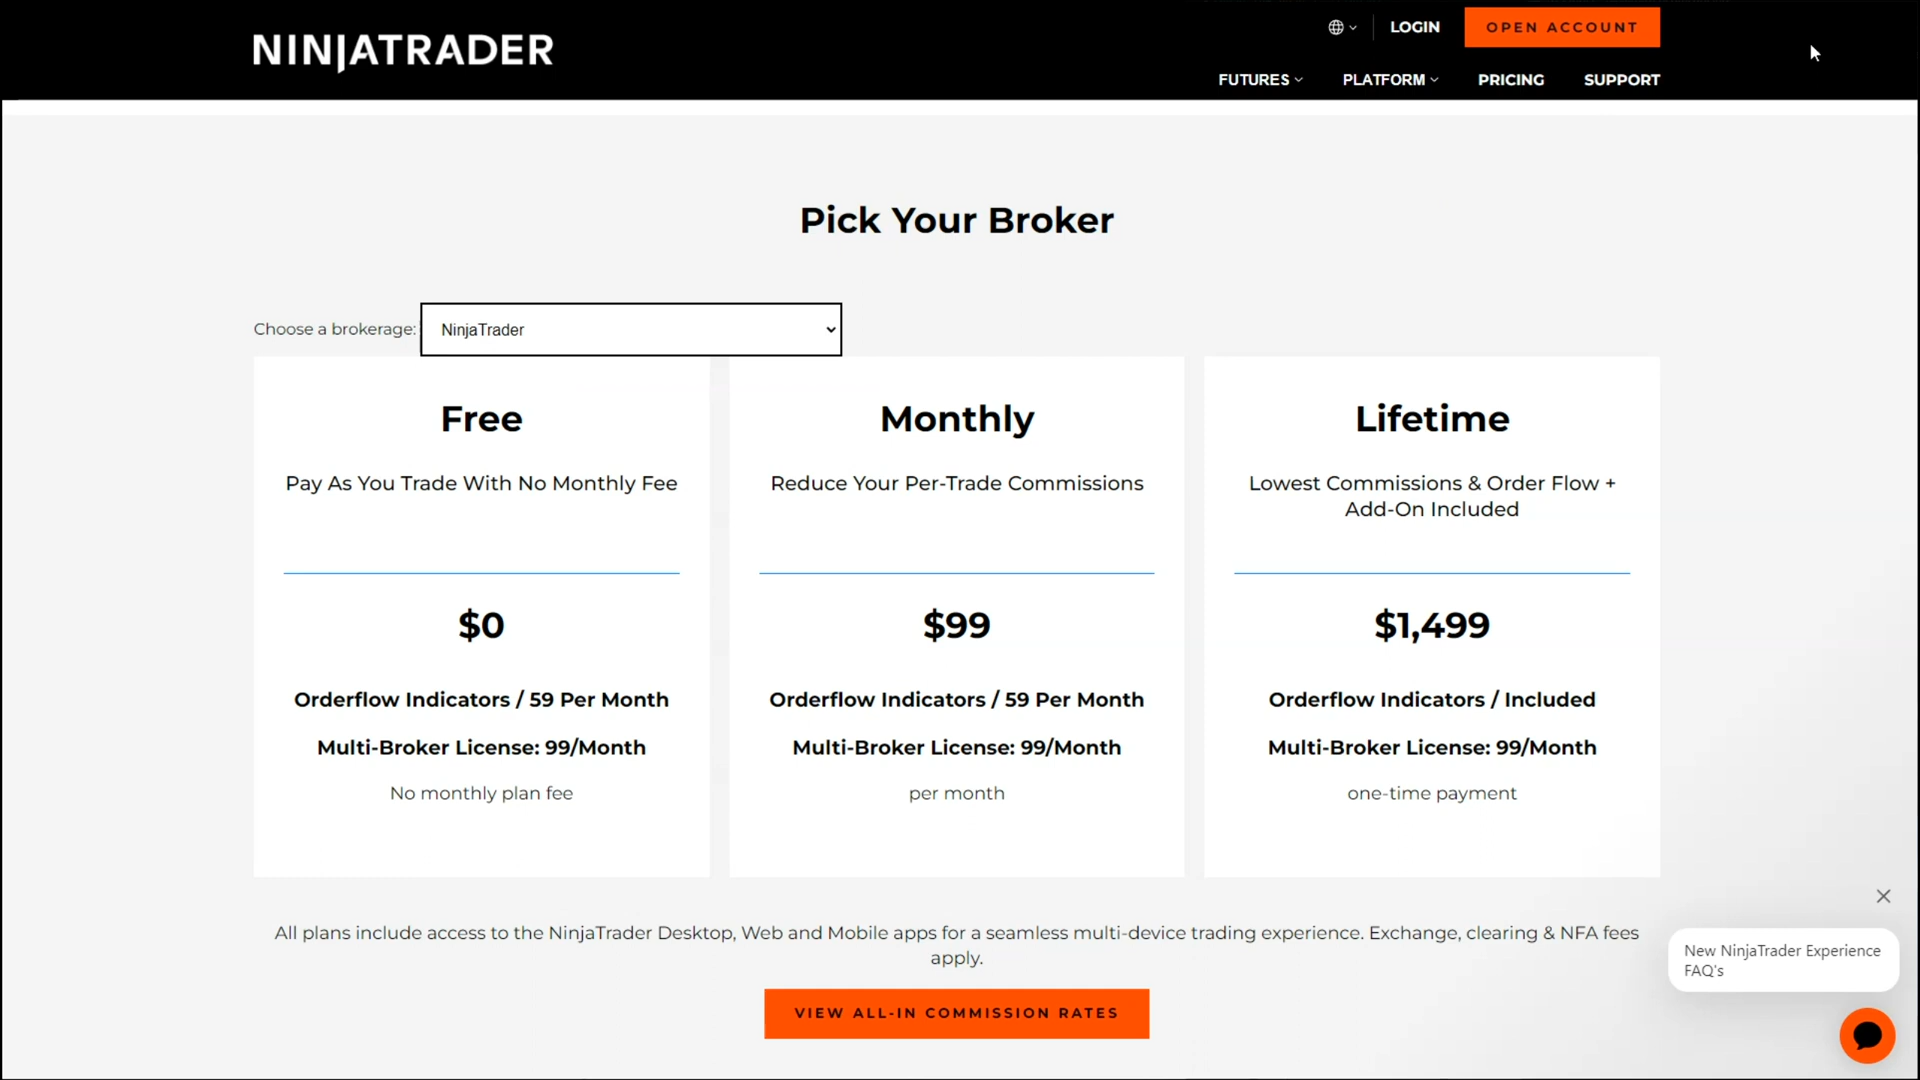 NINJATRADER
LOGIN
OPEN ACCOUNT
FUTURES
PLATFORM
PRICING
SUPPORT
Pick Your Broker
Choose a brokerage:
NinjaTrader
Free
Pay As You Trade With No Monthly Fee
$0
Orderflow Indicators / 59 Per Month
Multi-Broker License: 99/Month
No monthly plan fee
Monthly
Reduce Your Per-Trade Commissions
$99
Orderflow Indicators / 59 Per Month
Multi-Broker License: 99/Month
per month
Lifetime
Lowest Commissions & Order Flow +
Add-On Included
$1,499
Orderflow Indicators / Included
Multi-Broker License: 99/Month
one-time payment
All plans include access to the NinjaTrader Desktop, Web and Mobile apps for a seamless multi-device trading experience. Exchange, clearing & NFA fees
apply.
VIEW ALL-IN COMMISSION RATES
New NinjaTrader Experience
FAQ's